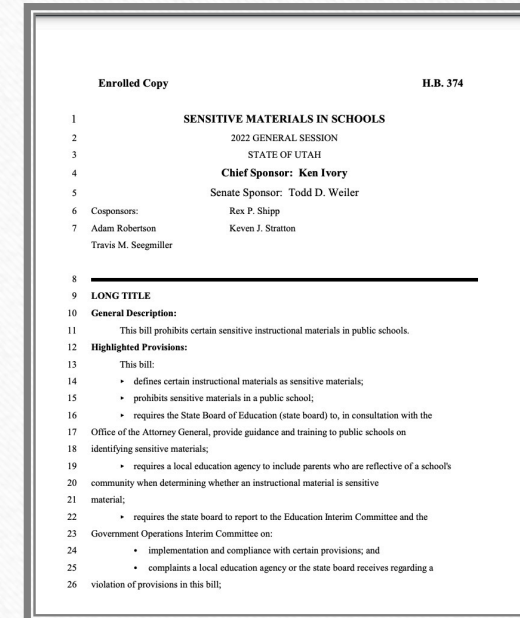 Enrolled Copy H.B. 374
1 SENSITIVE MATERIALS IN SCHOOLS
2 2022 GENERAL SESSION
3 STATE OF UTAH
4 Chief Sponsor: Ken Ivory
5 Senate Sponsor: Todd D. Weiler
6 Cosponsors: Rex P. Shipp
7 Adam Robertson Keven J. Stratton
Travis M. Seegmiller
8
9 LONG TITLE
10 General Description:
11 This bill prohibits certain sensitive instructional materials in public schools.
12 Highlighted Provisions:
13 This bill:
14 ▸ defines certain instructional materials as sensitive materials;
15 ▸ prohibits sensitive materials in a public school;
16 ▸ requires the State Board of Education (state board) to, in consultation with the
17 Office of the Attorney General, provide guidance and training to public schools on
18 identifying sensitive materials;
19 ▸ requires a local education agency to include parents who are reflective of a school's
20 community when determining whether an instructional material is sensitive
21 material;
22 ▸ requires the state board to report to the Education Interim Committee and the
23 Government Operations Interim Committee on:
24 • implementation and compliance with certain provisions; and
25 • complaints a local education agency or the state board receives regarding a
26 violation of provisions in this bill;